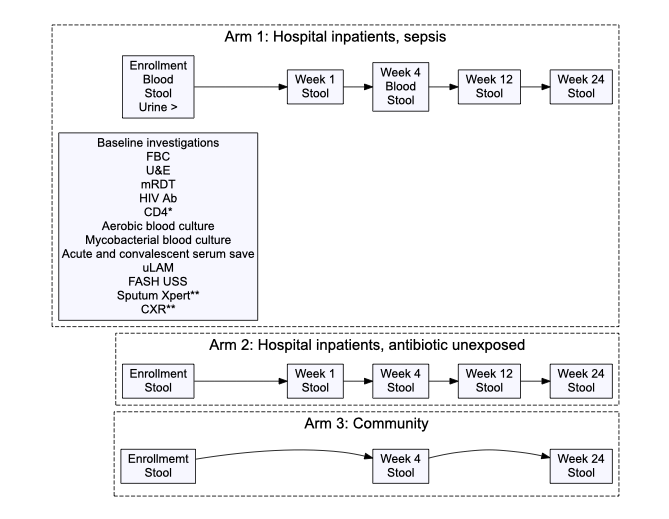 Arm 1: Hospital inpatients, sepsis
Enrollment
Blood
Stool
Urine >
Week 1
Stool
Week 4
Blood
Stool
Week 12
Stool
Week 24
Stool
Baseline investigations
FBC
U&E
mRDT
HIV Ab
CD4*
Aerobic blood culture
Mycobacterial blood culture
Acute and convalescent serum save
uLAM
FASH USS
Sputum Xpert**
CXR**
Arm 2: Hospital inpatients, antibiotic unexposed
Enrollment
Stool
Week 1
Stool
Week 4
Stool
Week 12
Stool
Week 24
Stool
Arm 3: Community
Enrollmemt
Stool
Week 4
Stool
Week 24
Stool